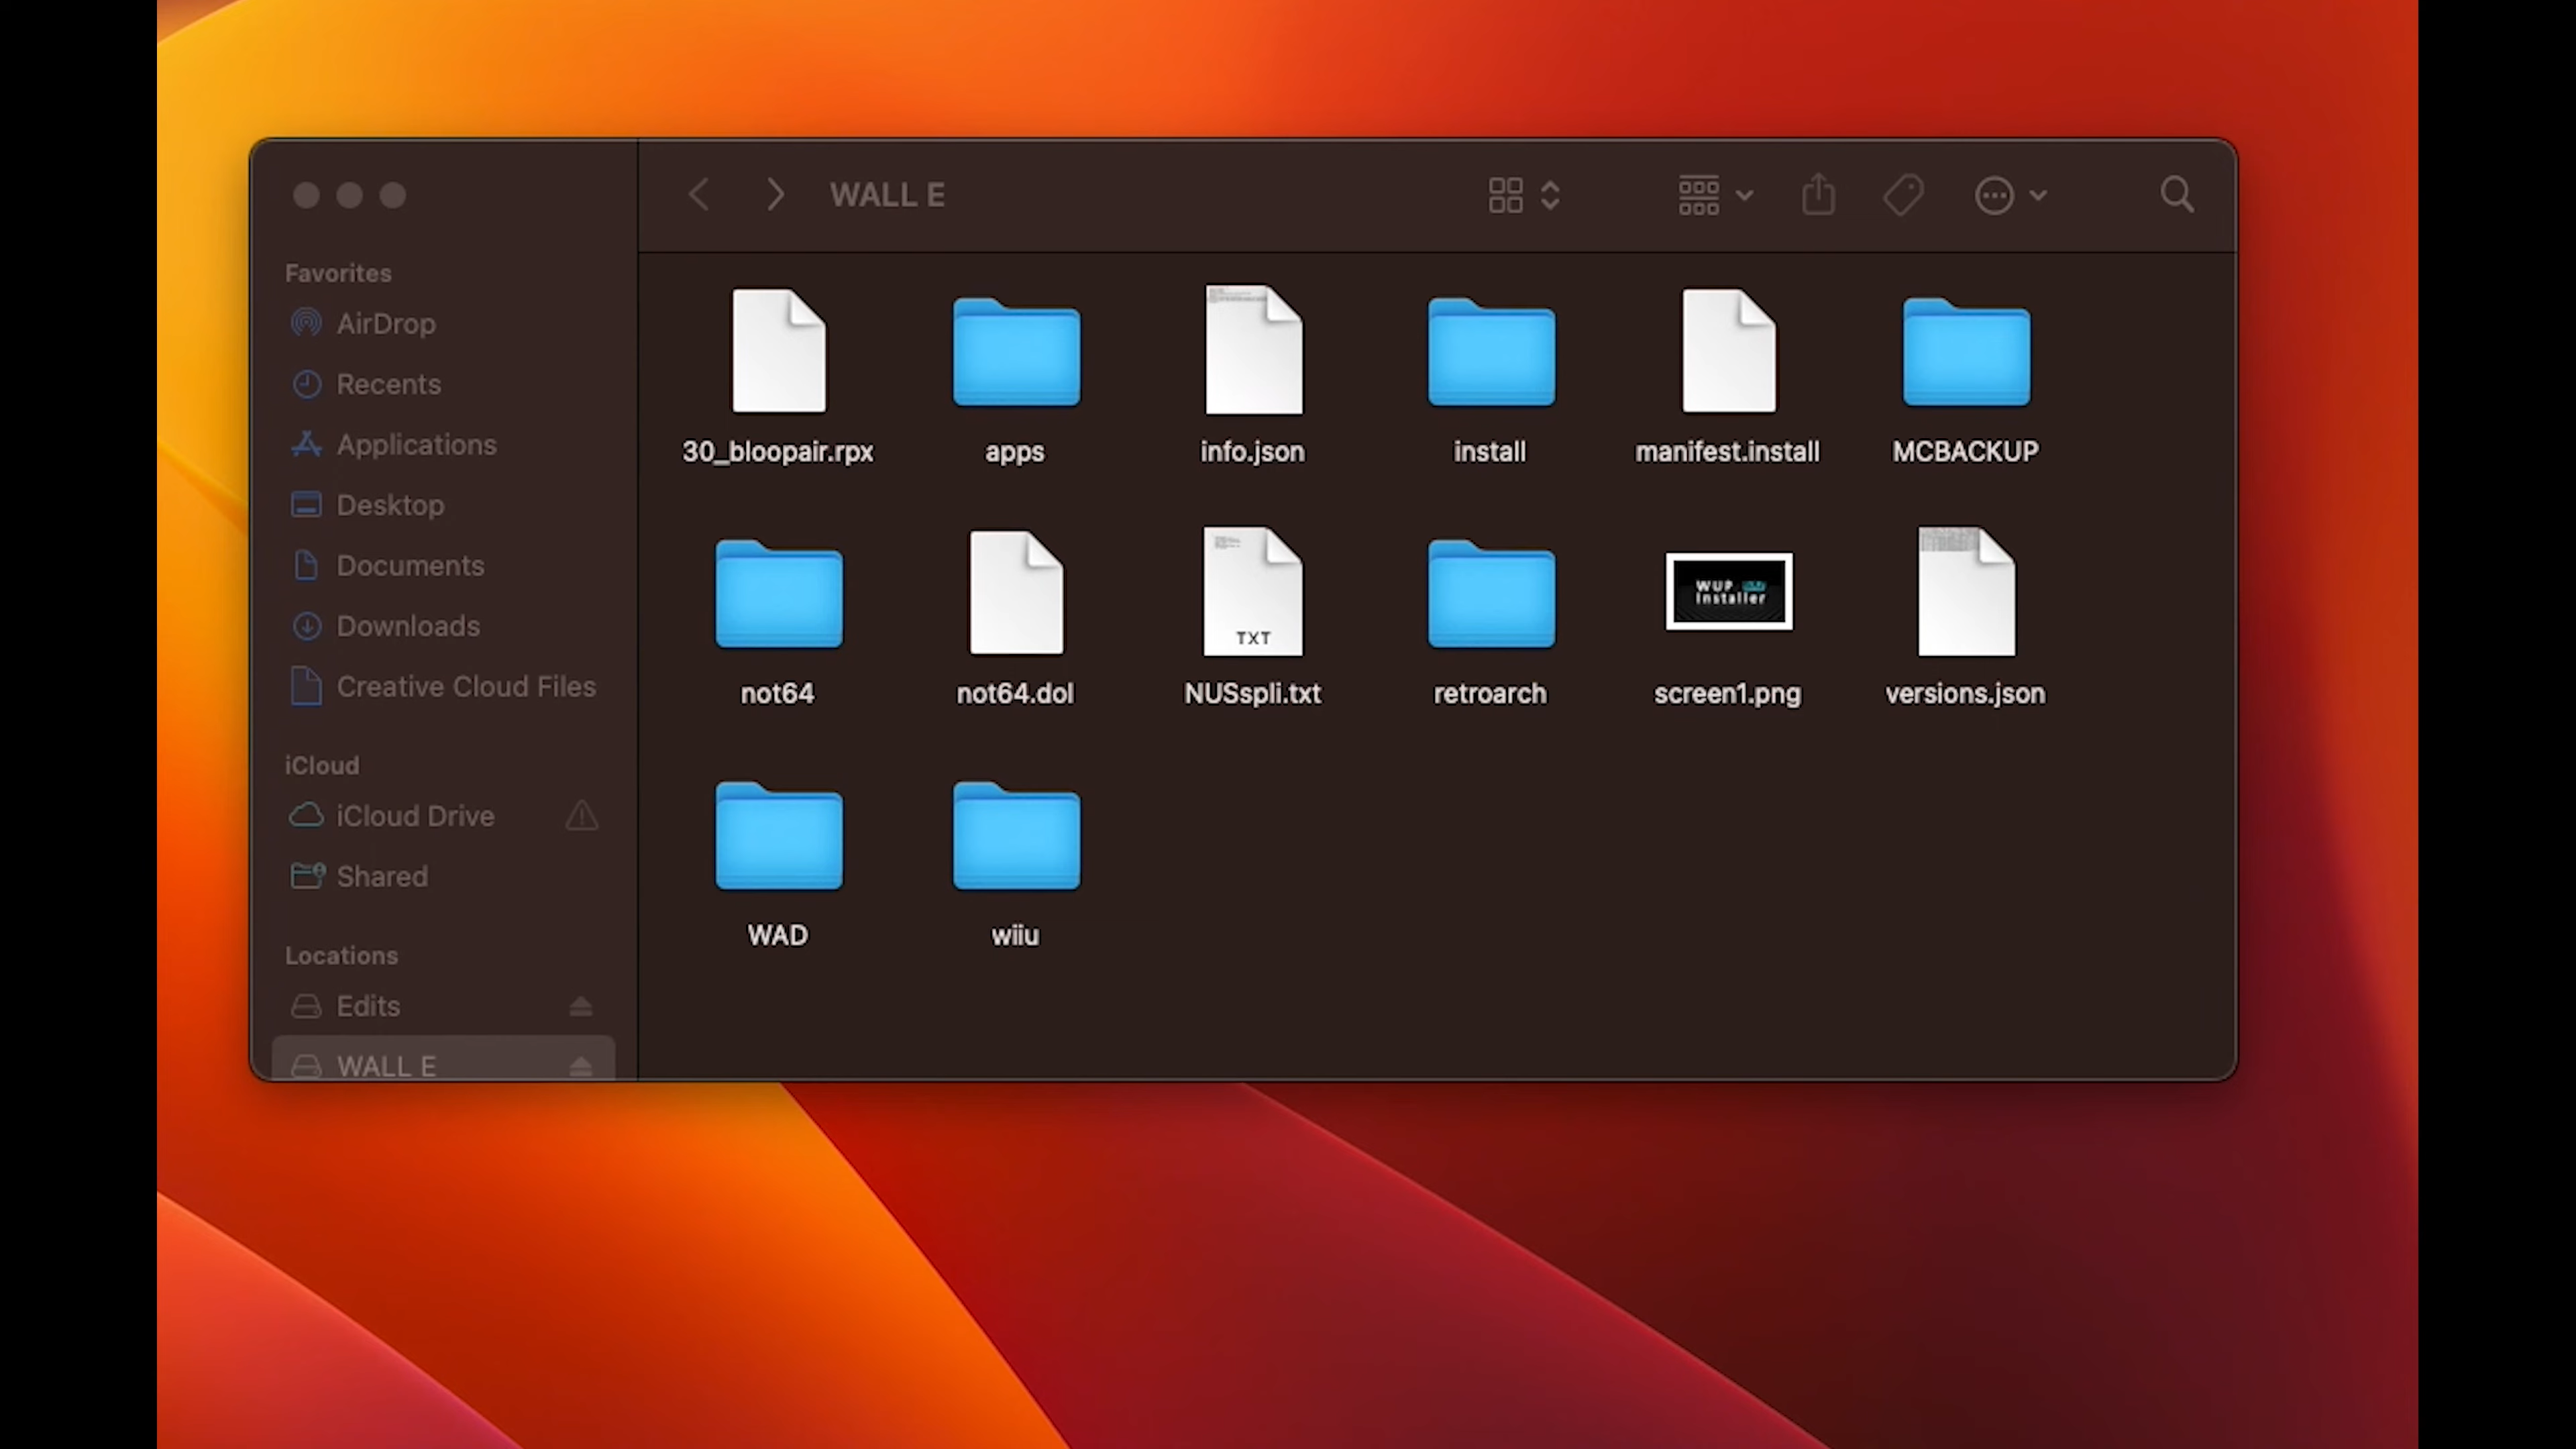 WALL E
Favorites
AirDrop
Recents
Applications
Desktop
Documents
Downloads
Creative Cloud Files
iCloud
iCloud Drive
Shared
Locations
Edits
WALL E
30_bloopair.rpx
apps
info.json
install
manifest.install
MCBACKUP
not64
not64.dol
TXT
NUSspli.txt
retroarch
WUP
Installer
screen1.png
versions.json
WAD
wiiu